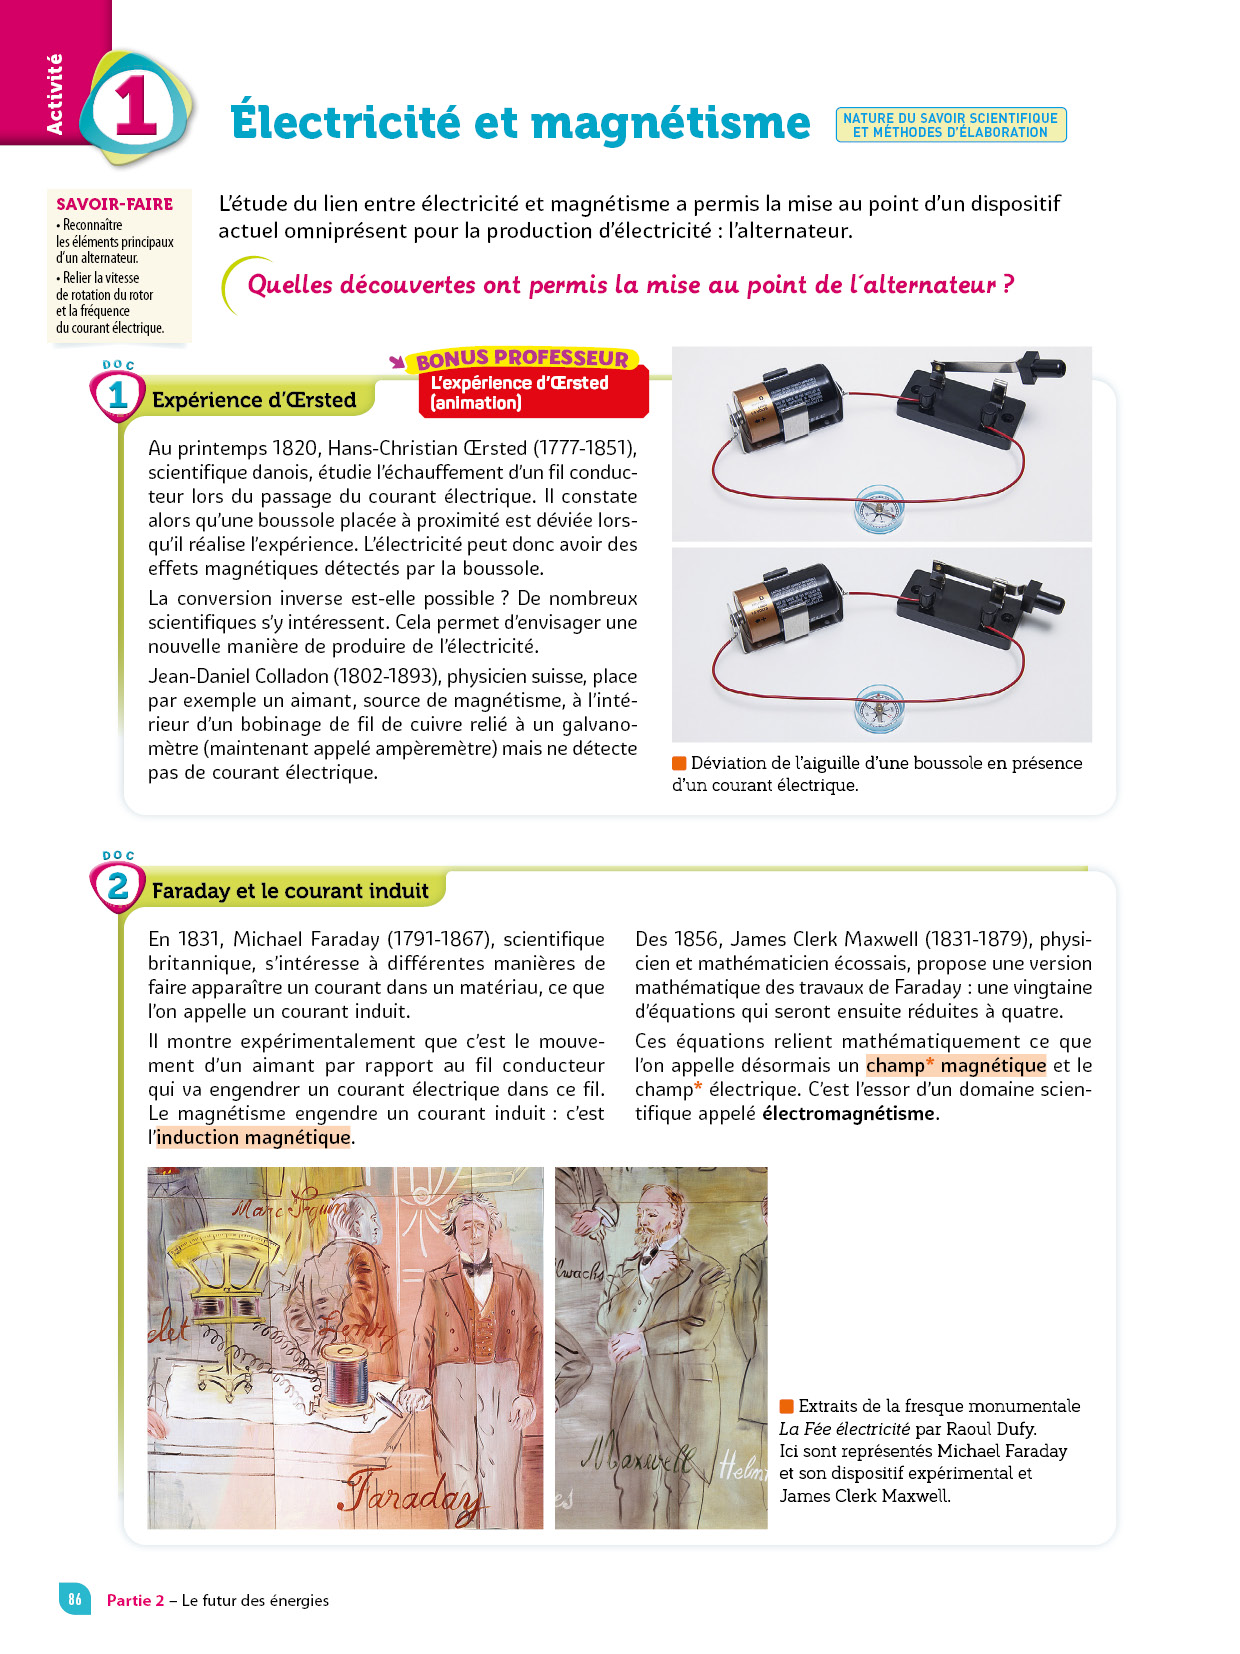 Activité
1
Électricité et magnétisme
NATURE DU SAVOIR SCIENTIFIQUE
ET MÉTHODES D'ÉLABORATION
SAVOIR-FAIRE
• Reconnaître
les éléments principaux
d'un alternateur.
• Relier la vitesse
de rotation du rotor
et la fréquence
du courant électrique.
L'étude du lien entre électricité et magnétisme a permis la mise au point d'un dispositif
actuel omniprésent pour la production d'électricité : l'alternateur.
Quelles découvertes ont permis la mise au point de l'alternateur ?
DOC
1
Expérience d'Œrsted
BONUS PROFESSEUR
L'expérience d'Œrsted
(animation)
Au printemps 1820, Hans-Christian Œrsted (1777-1851),
scientifique danois, étudie l'échauffement d'un fil conduc-
teur lors du passage du courant électrique. Il constate
alors qu'une boussole placée à proximité est déviée lors-
qu'il réalise l'expérience. L'électricité peut donc avoir des
effets magnétiques détectés par la boussole.
La conversion inverse est-elle possible ? De nombreux
scientifiques s'y intéressent. Cela permet d'envisager une
nouvelle manière de produire de l'électricité.
Jean-Daniel Colladon (1802-1893), physicien suisse, place
par exemple un aimant, source de magnétisme, à l'inté-
rieur d'un bobinage de fil de cuivre relié à un galvano-
mètre (maintenant appelé ampèremètre) mais ne détecte
pas de courant électrique.
Déviation de l'aiguille d'une boussole en présence
d'un courant électrique.
DOC
2
Faraday et le courant induit
En 1831, Michael Faraday (1791-1867), scientifique
britannique, s'intéresse à différentes manières de
faire apparaître un courant dans un matériau, ce que
l'on appelle un courant induit.
Il montre expérimentalement que c'est le mouve-
ment d'un aimant par rapport au fil conducteur
qui va engendrer un courant électrique dans ce fil.
Le magnétisme engendre un courant induit : c'est
l'induction magnétique.
Des 1856, James Clerk Maxwell (1831-1879), physi-
cien et mathématicien écossais, propose une version
mathématique des travaux de Faraday : une vingtaine
d'équations qui seront ensuite réduites à quatre.
Ces équations relient mathématiquement ce que
l'on appelle désormais un champ* magnétique et le
champ* électrique. C'est l'essor d'un domaine scien-
tifique appelé électromagnétisme.
Marc Seguin
elet
Lenz
Faraday
lwachs
Maxwell
Helm
es
Extraits de la fresque monumentale
La Fée électricité par Raoul Dufy.
Ici sont représentés Michael Faraday
et son dispositif expérimental et
James Clerk Maxwell.
86
Partie 2 – Le futur des énergies